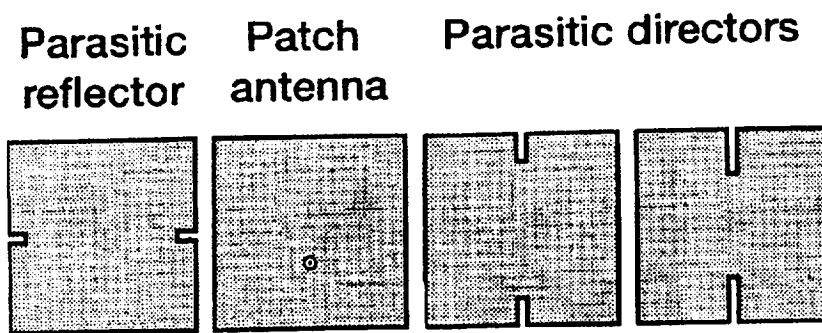 Parasitic reflector
Patch antenna
Parasitic directors